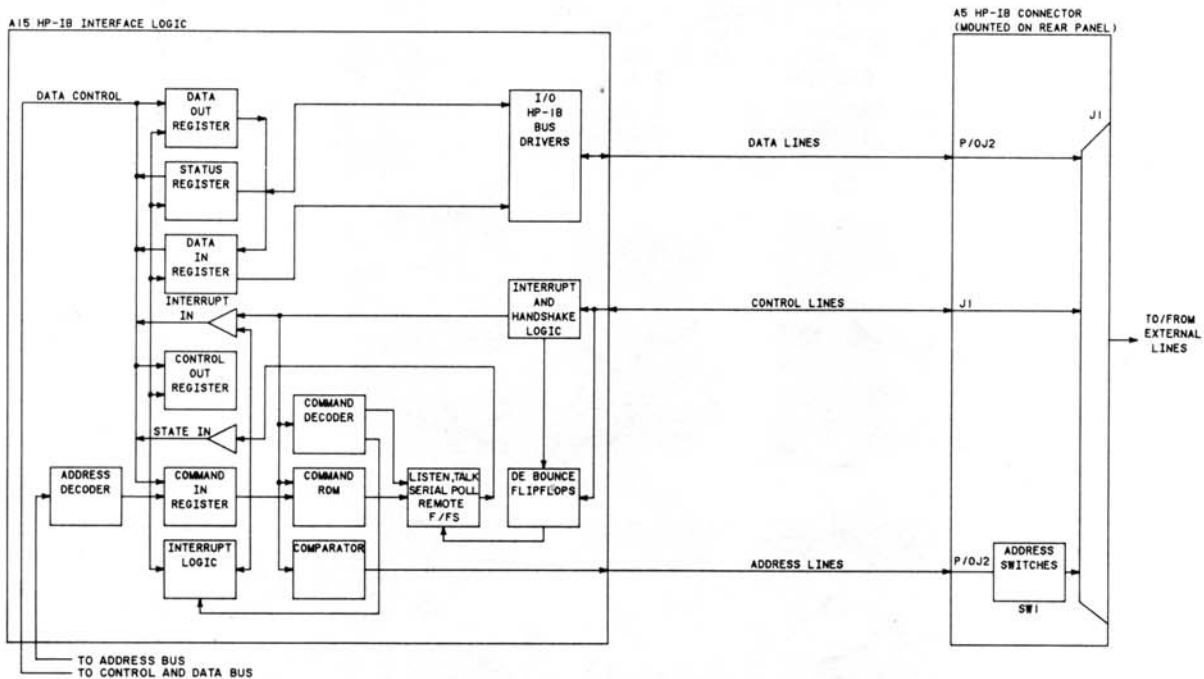 A15 HP-IB INTERFACE LOGIC
A5 HP-IB CONNECTOR
(MOUNTED ON REAR PANEL)
DATA CONTROL
DATA
OUT
REGISTER
I/O
HP-IB
BUS
DRIVERS
J1
DATA LINES
P/OJ2
STATUS
REGISTER
DATA
IN
REGISTER
INTERRUPT
IN
INTERRUPT
AND
HANDSHAKE
LOGIC
CONTROL LINES
J1
TO/FROM
EXTERNAL
LINES
CONTROL
OUT
REGISTER
COMMAND
DECODER
STATE IN
ADDRESS
DECODER
COMMAND
IN
REGISTER
COMMAND
ROM
LISTEN,TALK
SERIAL POLL
REMOTE
F/FS
DE BOUNCE
FLIPFLOPS
INTERRUPT
LOGIC
COMPARATOR
ADDRESS LINES
P/OJ2
ADDRESS
SWITCHES
SW1
TO ADDRESS BUS
TO CONTROL AND DATA BUS